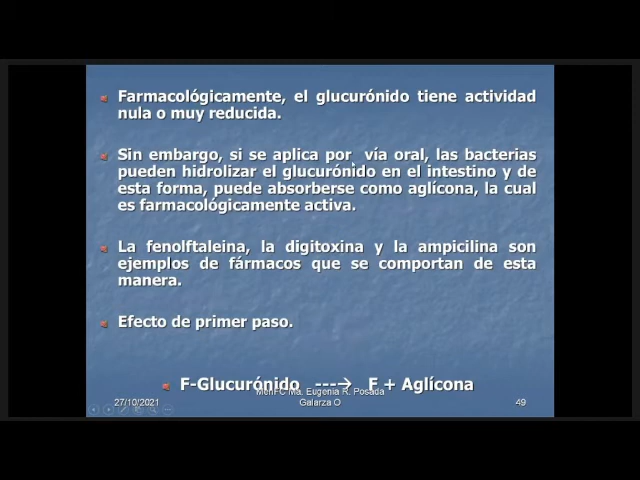 Farmacológicamente, el glucurónido tiene actividad
nula o muy reducida.
Sin embargo, si se aplica por vía oral, las bacterias
pueden hidrolizar el glucurónido en el intestino y de
esta forma, puede absorberse como aglícona, la cual
es farmacológicamente activa.
La fenolftaleina, la digitoxina y la ampicilina son
ejemplos de fármacos que se comportan de esta
manera.
Efecto de primer paso.
F-Glucurónido ---→ F + Aglícona
MenFC Ma. Eugenia R. Posada
Galarza O
27/10/2021
49